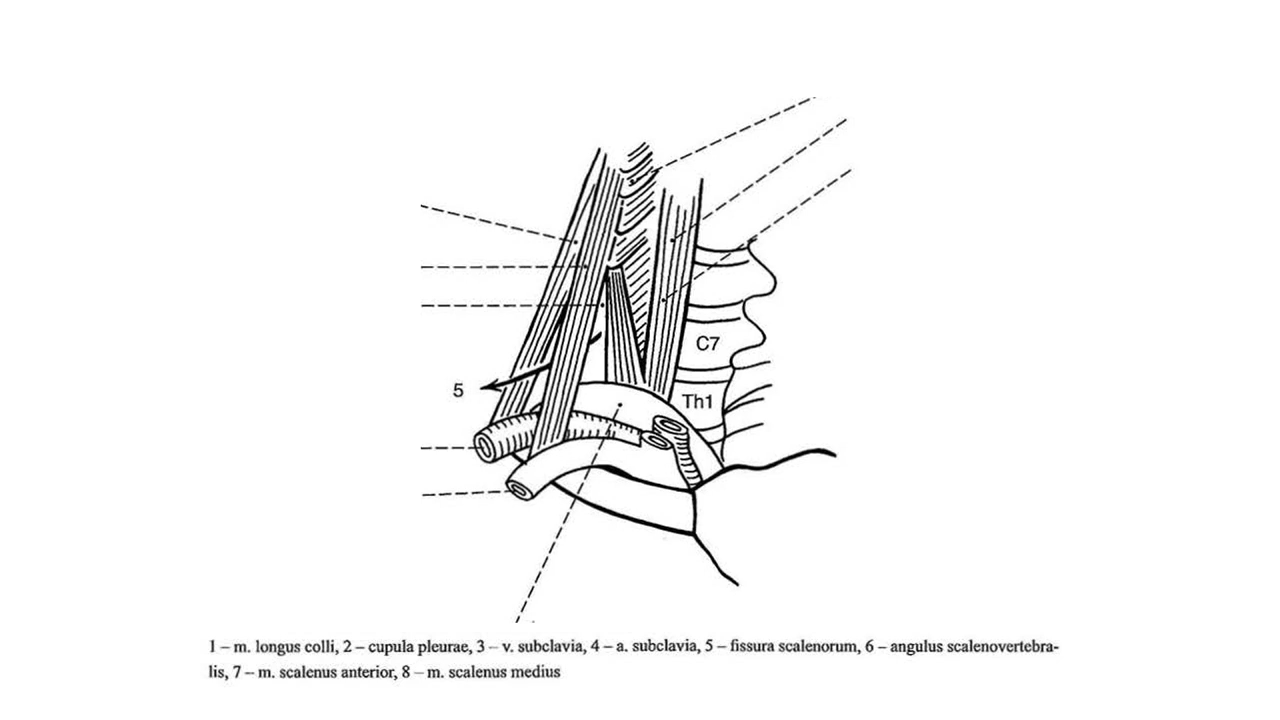 C7
5
Th1
1 – m. longus colli, 2 – cupula pleurae, 3 – v. subclavia, 4 – a. subclavia, 5 – fissura scalenorum, 6 – angulus scalenovertebra-
lis, 7 – m. scalenus anterior, 8 – m. scalenus medius